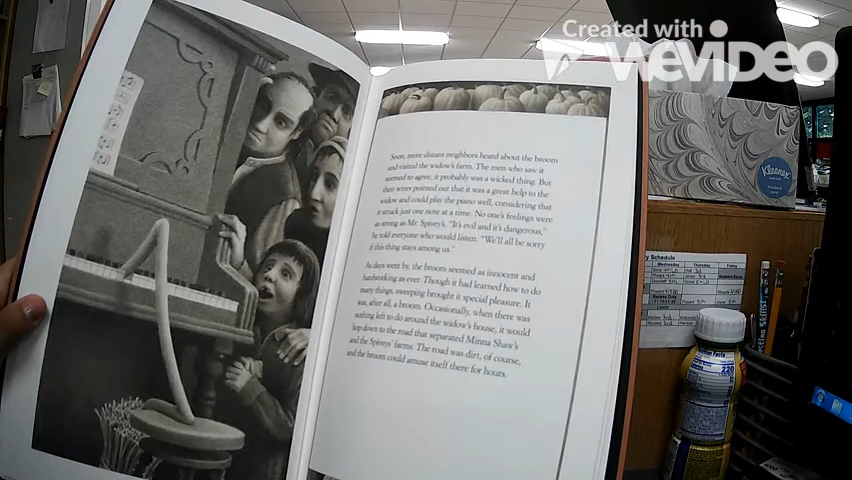 Created with
WEVIDEO
Soon, more distant neighbors heard about the broom
and visited the widow's farm. The men who saw it
seemed to agree, it probably was a wicked thing. But
their wives pointed out that it was a great help to the
widow and could play the piano well, considering that
it struck just one note at a time. No one's feelings were
as strong as Mr. Spivey's. "It's evil and it's dangerous,"
he told everyone who would listen. "We'll all be sorry
if this thing stays among us."
As days went by, the broom seemed as innocent and
hardworking as ever. Though it had learned how to do
many things, sweeping brought it special pleasure. It
was, after all, a broom. Occasionally, when there was
nothing left to do around the widow's house, it would
hop down to the road that separated Minna Shaw's
and the Spiveys' farms. The road was dirt, of course,
and the broom could amuse itself there for hours.
Kleenex
Schedule
Wednesday Thursday Friday
220